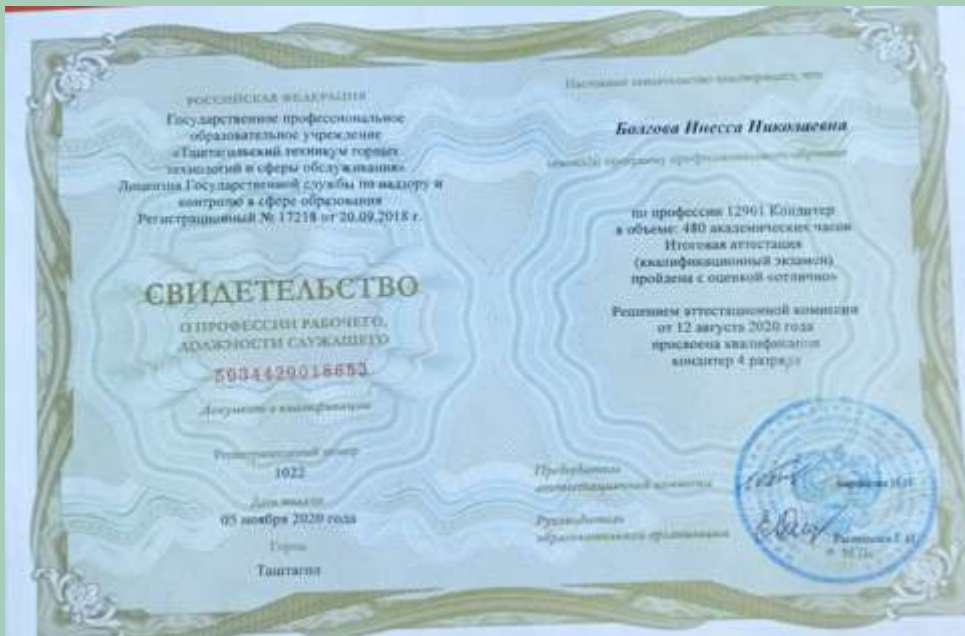 РОССИЙСКАЯ ФЕДЕРАЦИЯ
Государственное профессиональное
образовательное учреждение
«Таштагольский техникум горных
технологий и сферы обслуживания»
Лицензия Государственной службы по надзору и
контролю в сфере образования
Регистрационный № 17218 от 20.09.2018 г.
СВИДЕТЕЛЬСТВО
О ПРОФЕССИИ РАБОЧЕГО,
ДОЛЖНОСТИ СЛУЖАЩЕГО
Документ о квалификации
Регистрационный номер
1022
Дата выдачи
05 ноября 2020 года
Город
Таштагол
Настоящее свидетельство подтверждает, что
Болгова Инесса Николаевна
по профессии 12901 Кондитер
в объеме: 480 академических часов
Итоговая аттестация
(квалификационный экзамен)
пройдена с оценкой «отлично»
Решением аттестационной комиссии
от 12 августа 2020 года
присвоена квалификация
кондитер 4 разряда
Председатель
аттестационной комиссии
Руководитель
образовательной организации
М.П.